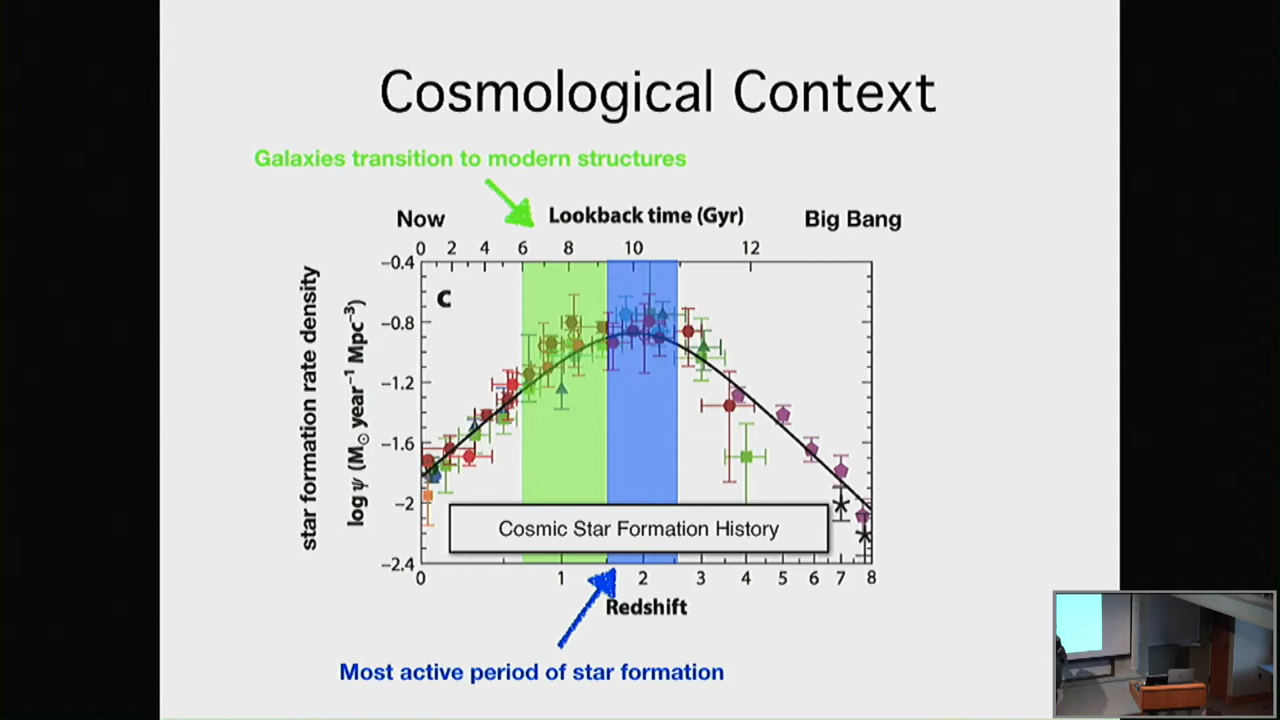 Cosmological Context
Galaxies transition to modern structures
Now
Lookback time (Gyr)
Big Bang
0 2 4 6 8 10 12
c
star formation rate density
log ψ (M⊙ year⁻¹ Mpc⁻³)
−0.4
−0.8
−1.2
−1.6
−2
−2.4
Cosmic Star Formation History
0 1 2 3 4 5 6 7 8
Redshift
Most active period of star formation